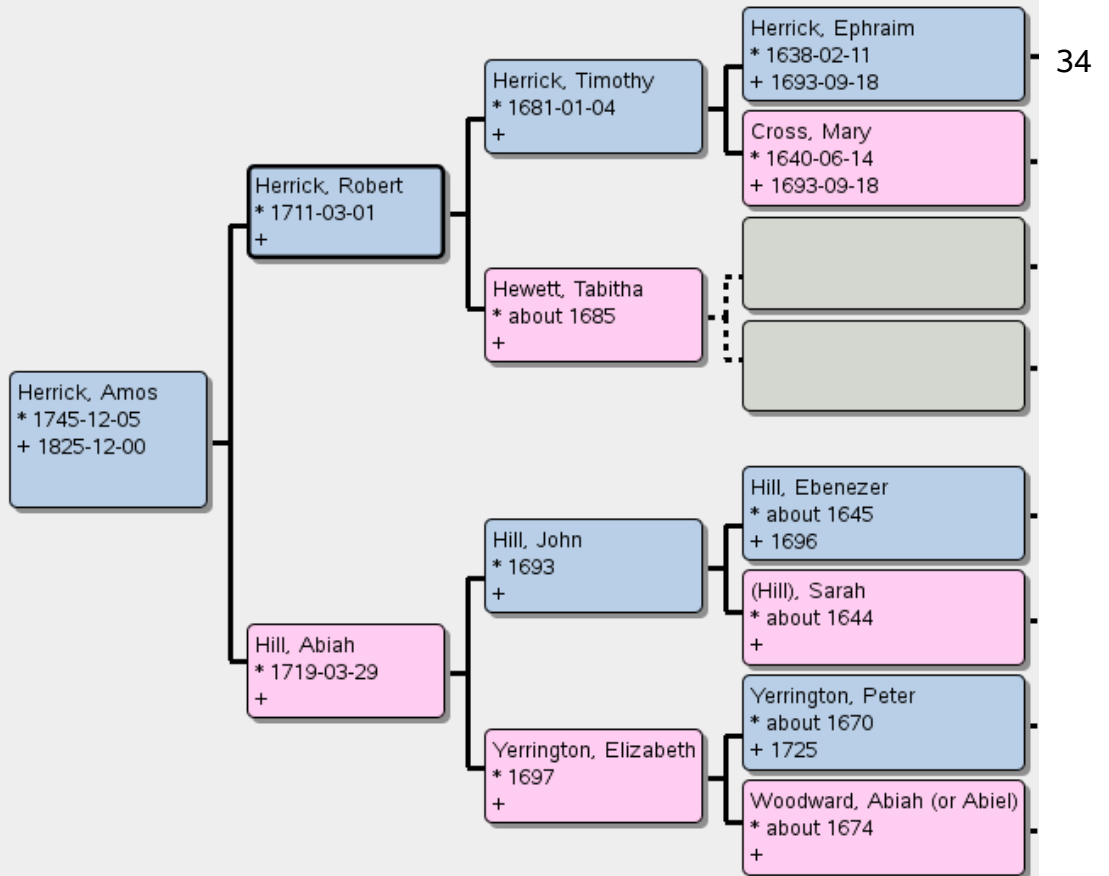 Herrick, Ephraim
* 1638-02-11
+ 1693-09-18
34
Herrick, Timothy
* 1681-01-04
+
Cross, Mary
* 1640-06-14
+ 1693-09-18
Herrick, Robert
* 1711-03-01
+
Hewett, Tabitha
* about 1685
+
Herrick, Amos
* 1745-12-05
+ 1825-12-00
Hill, Ebenezer
* about 1645
+ 1696
Hill, John
* 1693
+
(Hill), Sarah
* about 1644
+
Hill, Abiah
* 1719-03-29
+
Yerrington, Peter
* about 1670
+ 1725
Yerrington, Elizabeth
* 1697
+
Woodward, Abiah (or Abiel)
* about 1674
+